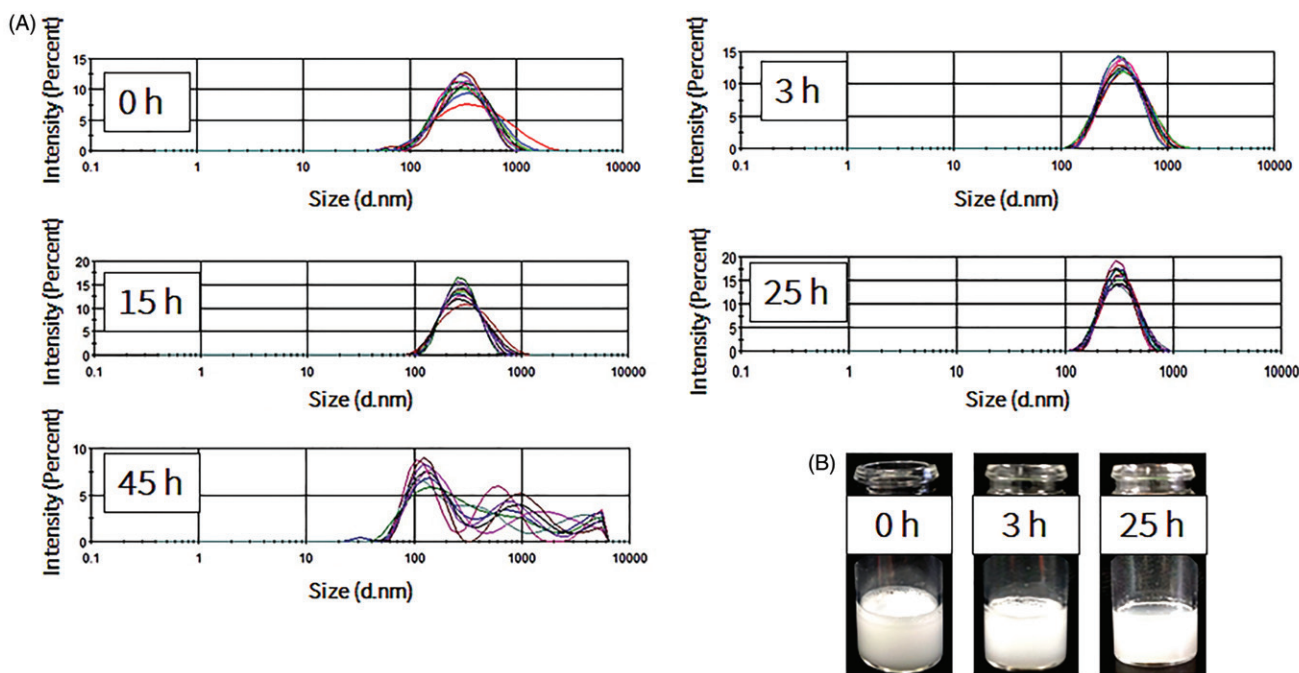 (A)
Intensity (Percent)
15
10
5
0
0 h
0.1 1 10 100 1000 10000
Size (d.nm)
Intensity (Percent)
15
10
5
0
3 h
0.1 1 10 100 1000 10000
Size (d.nm)
Intensity (Percent)
20
15
10
5
0
15 h
0.1 1 10 100 1000 10000
Size (d.nm)
Intensity (Percent)
20
15
10
5
0
25 h
0.1 1 10 100 1000 10000
Size (d.nm)
Intensity (Percent)
10
5
0
45 h
0.1 1 10 100 1000 10000
Size (d.nm)
(B)
0 h 3 h 25 h